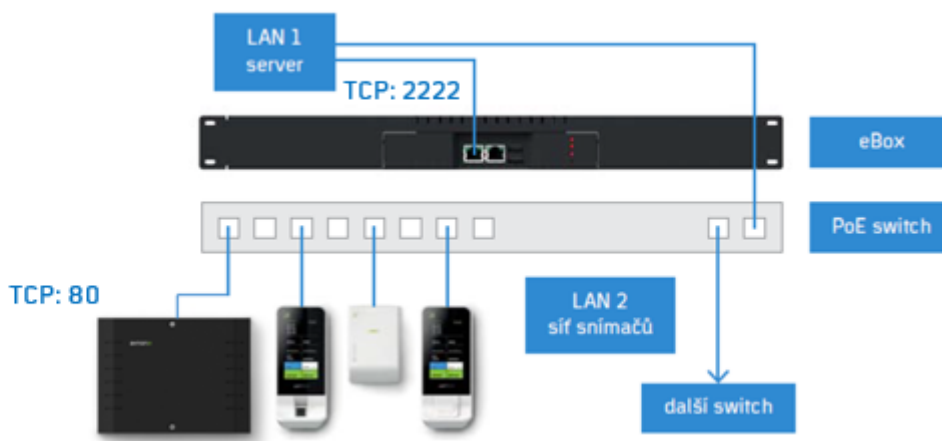 LAN 1
server
TCP: 2222
eBox
PoE switch
TCP: 80
LAN 2
síť snímačů
další switch